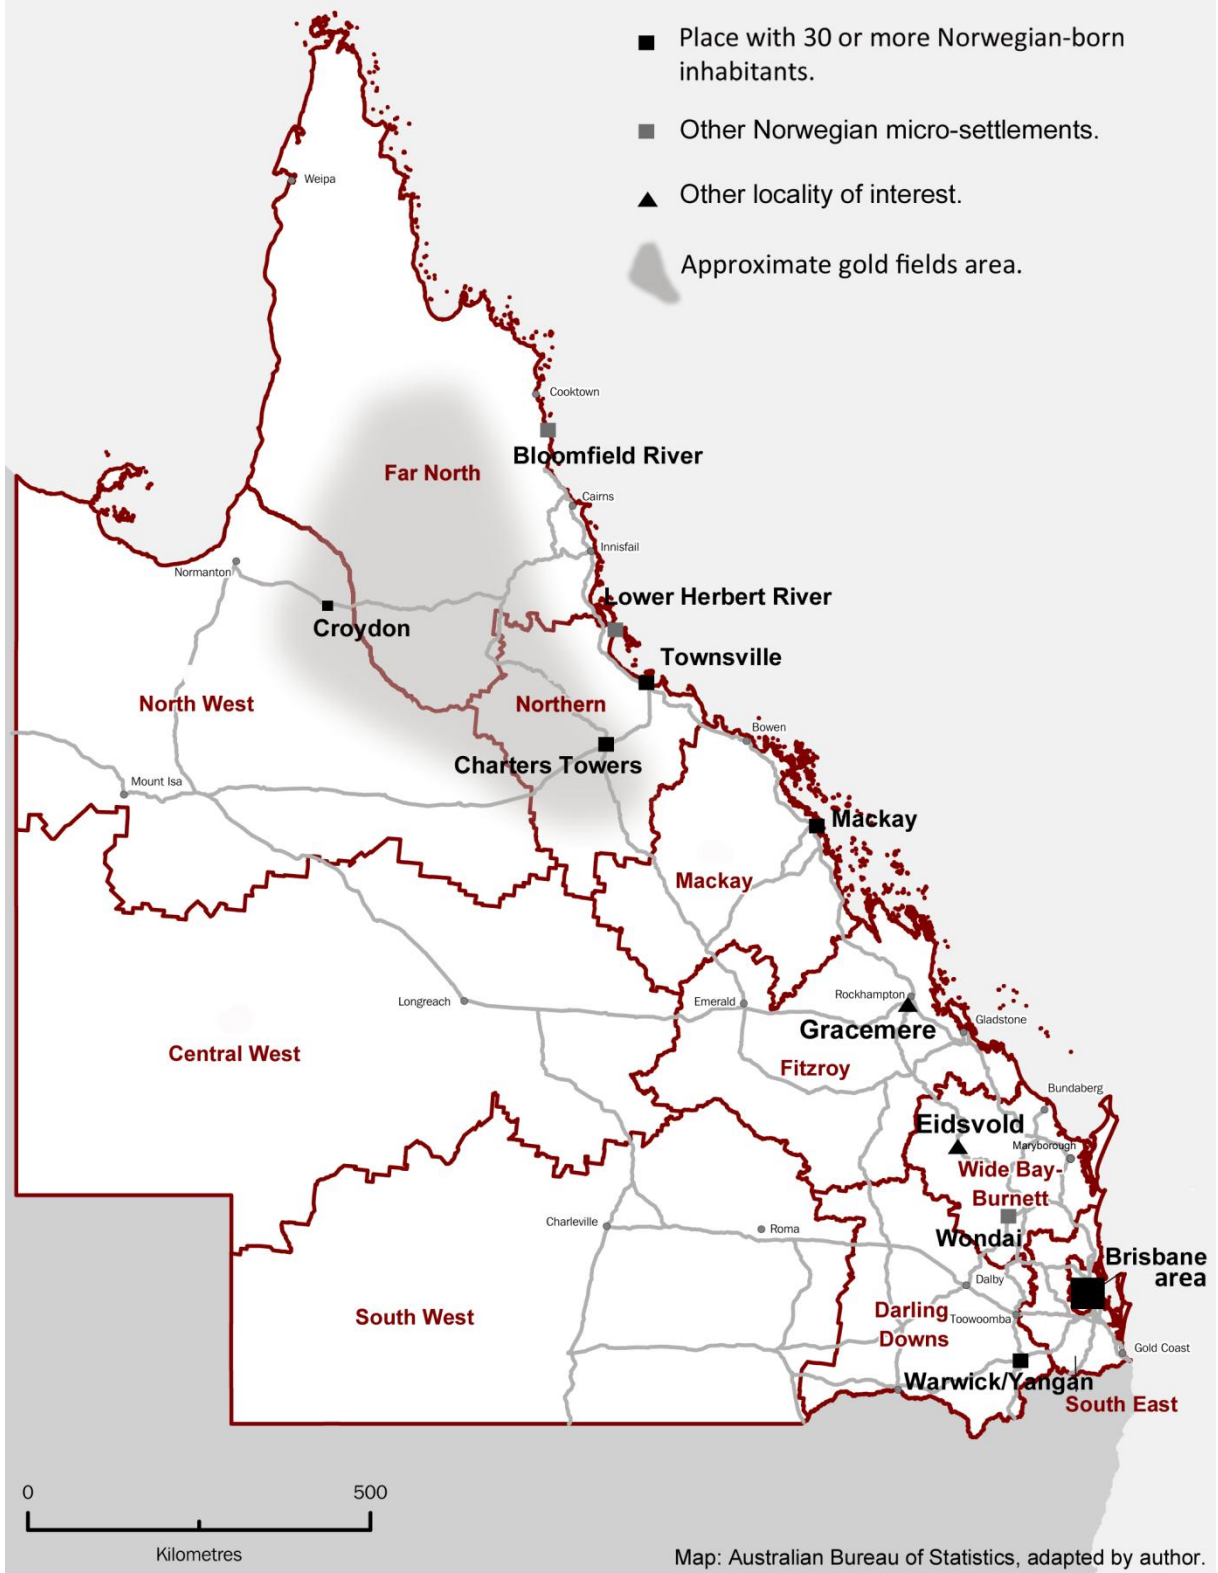 Place with 30 or more Norwegian-born
inhabitants.
Other Norwegian micro-settlements.
Other locality of interest.
Approximate gold fields area.
Weipa
Cooktown
Bloomfield River
Far North
Cairns
Innisfail
Normanton
Lower Herbert River
Croydon
Townsville
North West
Northern
Bowen
Charters Towers
Mount Isa
Mackay
Mackay
Longreach
Emerald
Rockhampton
Gracemere
Gladstone
Central West
Fitzroy
Bundaberg
Eidsvold
Maryborough
Wide Bay-
Burnett
Charleville
Roma
Wondai
Brisbane
area
Dalby
South West
Darling
Downs
Toowoomba
Gold Coast
Warwick/Yangan
South East
0
500
Kilometres
Map: Australian Bureau of Statistics, adapted by author.